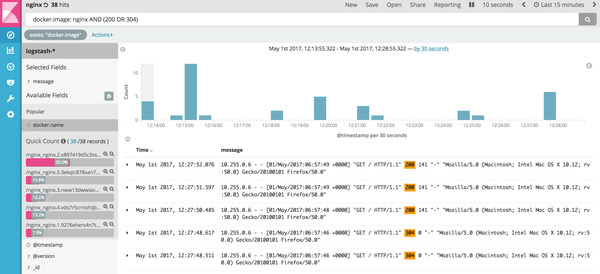 nginx 38 hits
New Save Open Share Reporting 10 seconds Last 15 minutes
docker.image: nginx AND (200 OR 304)
exists: "docker.image" Actions
logstash-*
Selected Fields
? message
Available Fields
Popular
t docker.name
Quick Count (38 /38 records)
50.0%
15.8%
13.2%
13.2%
7.9%
@timestamp
t @version
t _id
May 1st 2017, 12:13:55.322 - May 1st 2017, 12:28:55.322 — by 30 seconds
Count
10
5
0
12:14:00 12:15:00 12:16:00 12:17:00 12:18:00 12:19:00 12:20:00 12:21:00 12:22:00 12:23:00 12:24:00 12:25:00 12:26:00 12:27:00 12:28:00
@timestamp per 30 seconds
Time message
May 1st 2017, 12:27:52.076 10.255.0.6 - - [01/May/2017:06:57:49 +0000] "GET / HTTP/1.1" 200 141 "-" "Mozilla/5.0 (Macintosh; Intel Mac OS X 10.12; rv
:50.0) Gecko/20100101 Firefox/50.0"
May 1st 2017, 12:27:51.597 10.255.0.6 - - [01/May/2017:06:57:49 +0000] "GET / HTTP/1.1" 200 141 "-" "Mozilla/5.0 (Macintosh; Intel Mac OS X 10.12; rv
:50.0) Gecko/20100101 Firefox/50.0"
May 1st 2017, 12:27:50.485 10.255.0.6 - - [01/May/2017:06:57:48 +0000] "GET / HTTP/1.1" 200 141 "-" "Mozilla/5.0 (Macintosh; Intel Mac OS X 10.12; rv
:50.0) Gecko/20100101 Firefox/50.0"
May 1st 2017, 12:27:48.617 10.255.0.6 - - [01/May/2017:06:57:46 +0000] "GET / HTTP/1.1" 304 0 "-" "Mozilla/5.0 (Macintosh; Intel Mac OS X 10.12; rv:5
0.0) Gecko/20100101 Firefox/50.0"
May 1st 2017, 12:27:48.511 10.255.0.6 - - [01/May/2017:06:57:46 +0000] "GET / HTTP/1.1" 304 0 "-" "Mozilla/5.0 (Macintosh; Intel Mac OS X 10.12; rv:5
0.0) Gecko/20100101 Firefox/50.0"